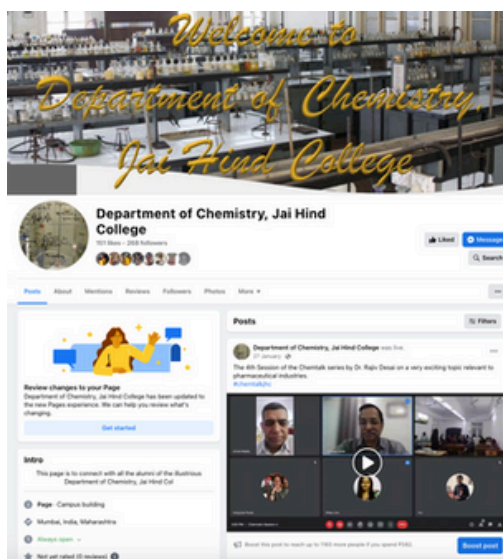 Welcome to
Department of Chemistry,
Jai Hind College
Department of Chemistry, Jai Hind
College
151 likes • 268 followers
Liked
Message
Search
Posts
About
Mentions
Reviews
Followers
Photos
More
Review changes to your Page
Department of Chemistry, Jai Hind College has been updated to
the new Pages experience. We can help you review what's
changing.
Get started
Intro
This page is to connect with all the alumni of the illustrious
Department of Chemistry, Jai Hind Col
Page · Campus building
Mumbai, India, Maharashtra
Always open
Not yet rated (0 reviews)
Posts
Filters
Department of Chemistry, Jai Hind College was live.
27 January
The 4th Session of the Chemtalk series by Dr. Rajiv Desai on a very exciting topic relevant to
pharmaceutical industries.
#chemtalkjhc
Boost this post to reach up to people if you spend
Boost post